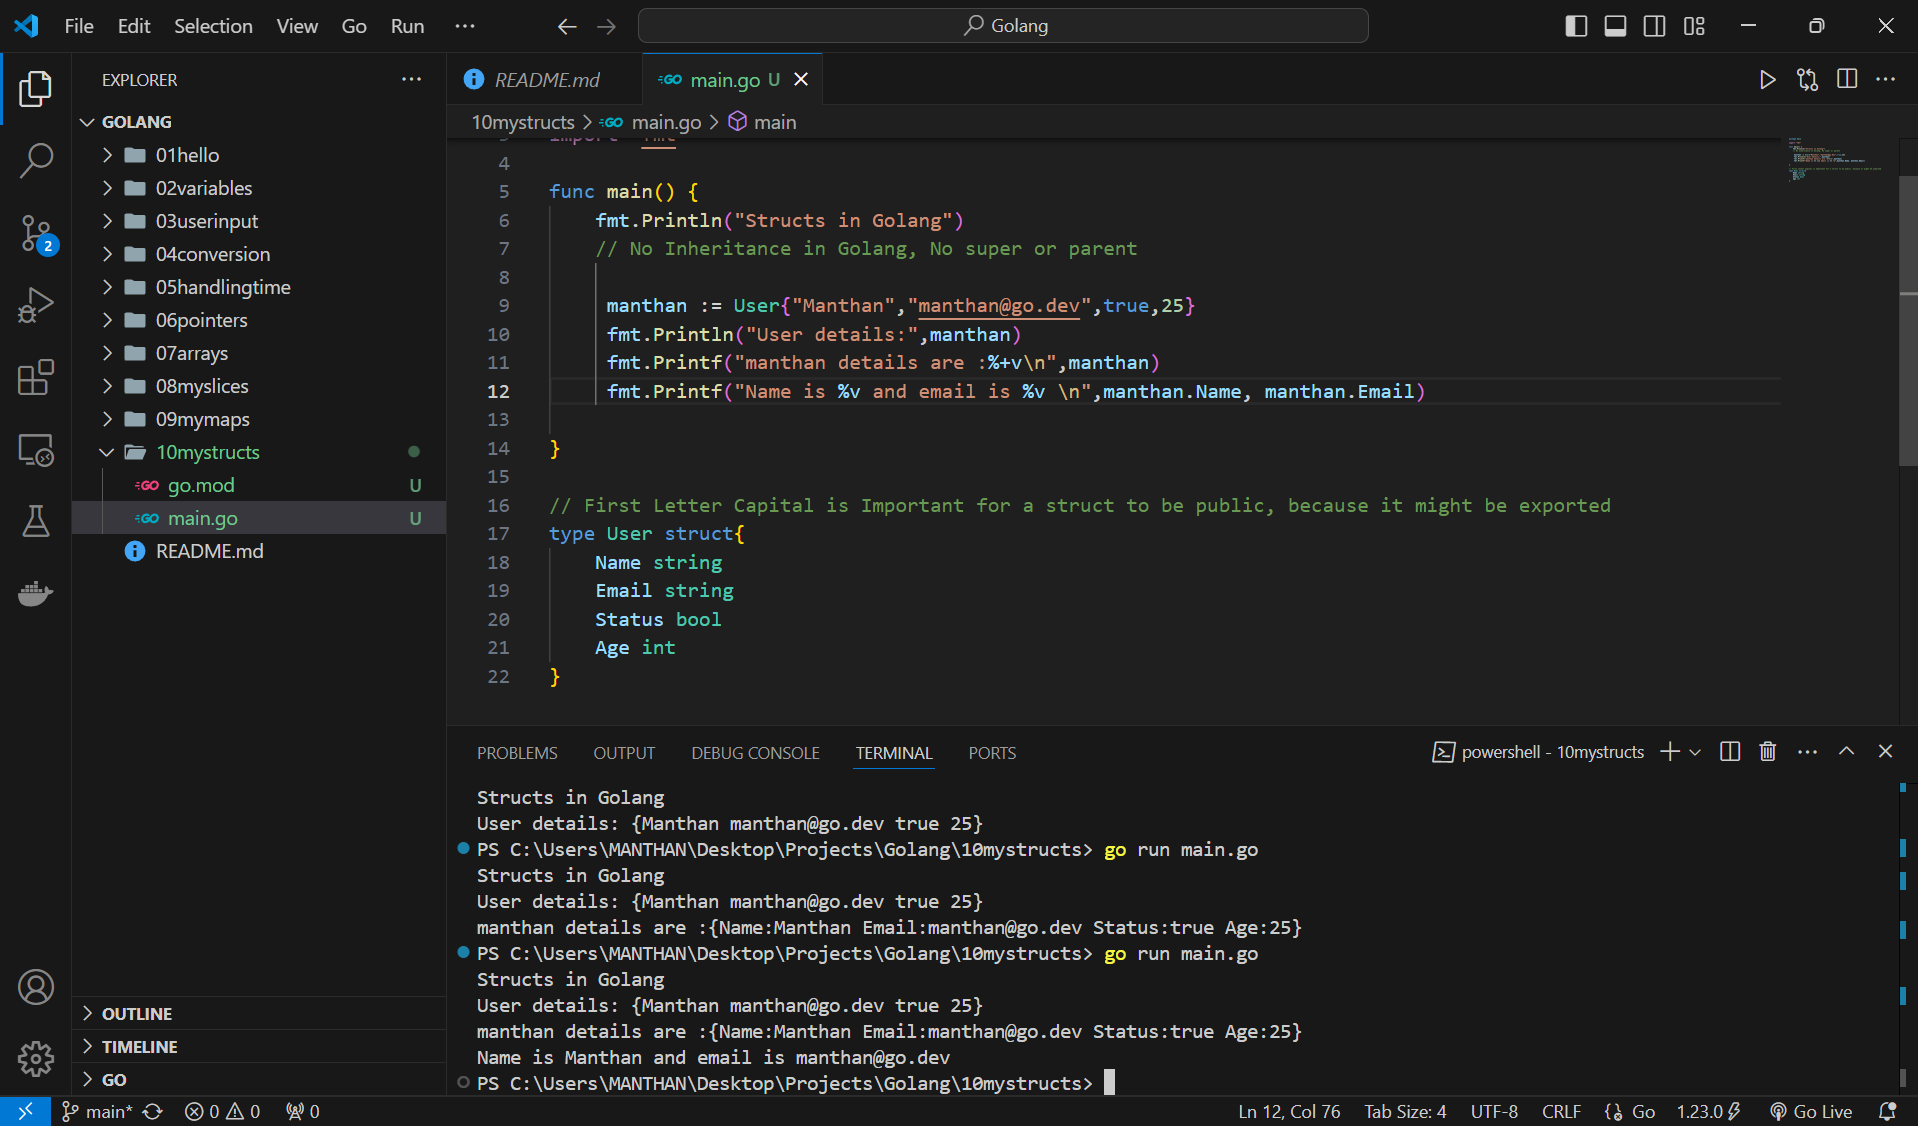 File Edit Selection View Go Run ··· Golang
EXPLORER ···
GOLANG
01hello
02variables
03userinput
04conversion
05handlingtime
06pointers
07arrays
08myslices
09mymaps
10mystructs
go.mod U
main.go U
README.md
OUTLINE
TIMELINE
GO
2
README.md main.go U
10mystructs > main.go > main
4
5 func main() {
6 fmt.Println("Structs in Golang")
7 // No Inheritance in Golang, No super or parent
8
9 manthan := User{"Manthan","manthan@go.dev",true,25}
10 fmt.Println("User details:",manthan)
11 fmt.Printf("manthan details are :%+v\n",manthan)
12 fmt.Printf("Name is %v and email is %v \n",manthan.Name, manthan.Email)
13
14 }
15
16 // First Letter Capital is Important for a struct to be public, because it might be exported
17 type User struct{
18 Name string
19 Email string
20 Status bool
21 Age int
22 }
PROBLEMS OUTPUT DEBUG CONSOLE TERMINAL PORTS powershell - 10mystructs
Structs in Golang
User details: {Manthan manthan@go.dev true 25}
PS C:\Users\MANTHAN\Desktop\Projects\Golang\10mystructs> go run main.go
Structs in Golang
User details: {Manthan manthan@go.dev true 25}
manthan details are :{Name:Manthan Email:manthan@go.dev Status:true Age:25}
PS C:\Users\MANTHAN\Desktop\Projects\Golang\10mystructs> go run main.go
Structs in Golang
User details: {Manthan manthan@go.dev true 25}
manthan details are :{Name:Manthan Email:manthan@go.dev Status:true Age:25}
Name is Manthan and email is manthan@go.dev
PS C:\Users\MANTHAN\Desktop\Projects\Golang\10mystructs>
main* 0 0 0 Ln 12, Col 76 Tab Size: 4 UTF-8 CRLF Go 1.23.0 Go Live